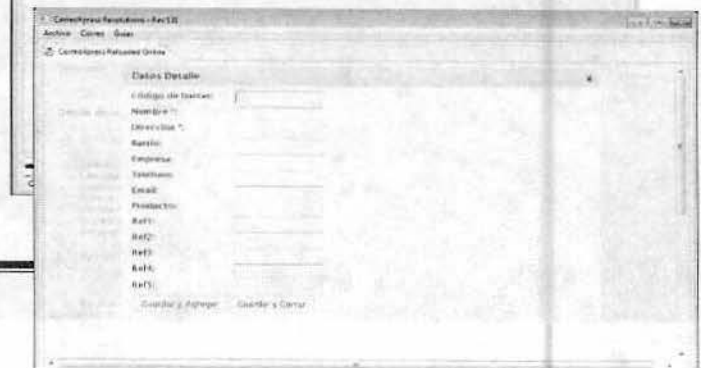 Archivo Correo Guias
Datos Detalle
Código de barras:
Nombre *:
Dirección *:
Barrio:
Empresa:
Teléfono:
Email:
Producto:
Ref1:
Ref2:
Ref3:
Ref4:
Ref5:
Guardar y Agregar Guardar y Cerrar